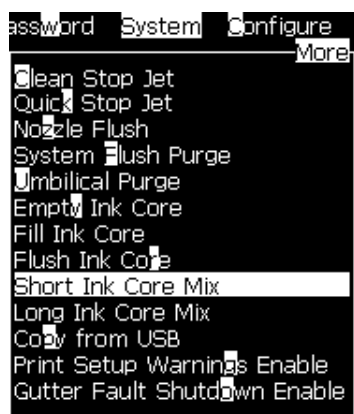 assword System Configure
More
Clean Stop Jet
Quick Stop Jet
Nozzle Flush
System Flush Purge
Umbilical Purge
Empty Ink Core
Fill Ink Core
Flush Ink Core
Short Ink Core Mix
Long Ink Core Mix
Copy from USB
Print Setup Warnings Enable
Gutter Fault Shutdown Enable